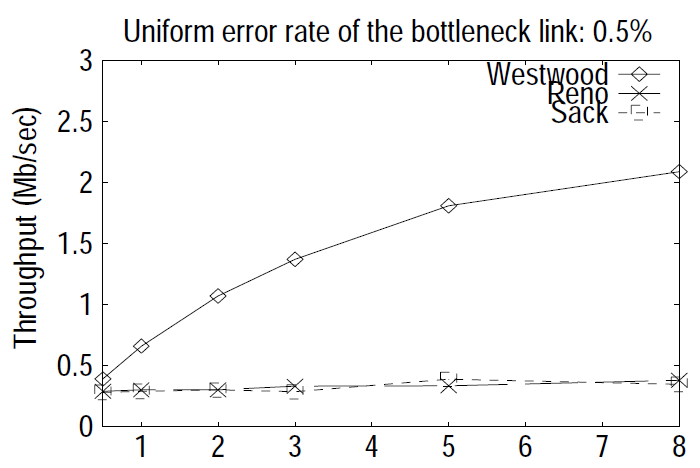 Uniform error rate of the bottleneck link: 0.5%
Throughput (Mb/sec)
3
2.5
2
1.5
1
0.5
0
Westwood
Reno
Sack
1 2 3 4 5 6 7 8